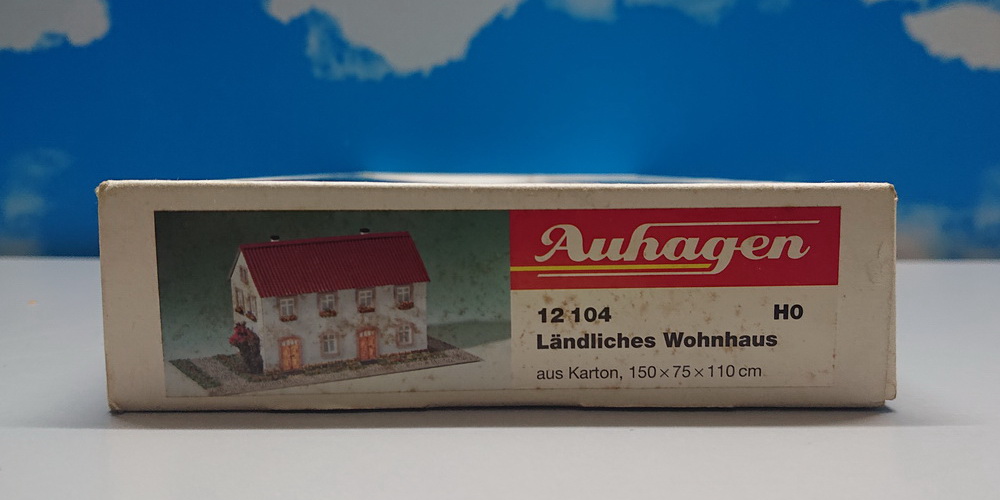 Auhagen
12 104 H0
Ländliches Wohnhaus
aus Karton, 150 × 75 × 110 cm